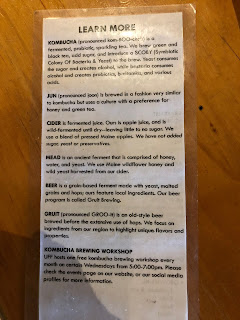 LEARN MORE
KOMBUCHA (pronounced kom-BOO-cha) is a
fermented, probiotic, sparkling tea. We brew green and
black tea, add sugar, and introduce a SCOBY (Symbiotic
Colony Of Bacteria & Yeast) to the brew. Yeast consumes
the sugar and creates alcohol, while bacteria consumes
alcohol and creates probiotics, b-vitamins, and various
acids.
JUN (pronounced joon) is brewed in a fashion very similar
to kombucha but uses a culture with a preference for
honey and green tea.
CIDER is fermented juice. Ours is apple juice, and is
wild-fermented until dry—leaving little to no sugar. We
use a blend of pressed Maine apples. We have not added
sugar, yeast or preservatives.
MEAD is an ancient ferment that is comprised of honey,
water, and yeast. We use Maine wildflower honey and
wild yeast harvested from our cider.
BEER is a grain-based ferment made with yeast, malted
grains and hops; ours feature local ingredients. Our beer
program is called Gruit Brewing.
GRUIT (pronounced GROO-it) is an old-style beer
brewed before the extensive use of hops. We focus on
ingredients from our region to highlight unique flavors and
properties.
KOMBUCHA BREWING WORKSHOP
UFF hosts one free kombucha brewing workshop every
month on certain Wednesdays from 5:00-7:00pm. Please
check the events page on our website, or our social media
profiles for more information.